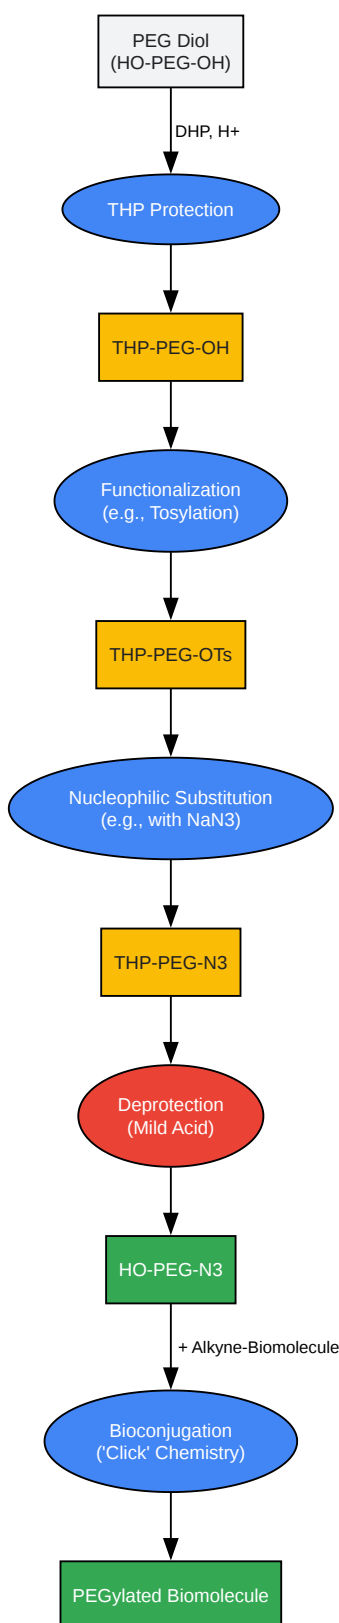 PEG Diol
(HO-PEG-OH)
DHP, H+
THP Protection
THP-PEG-OH
Functionalization
(e.g., Tosylation)
THP-PEG-OTs
Nucleophilic Substitution
(e.g., with NaN3)
THP-PEG-N3
Deprotection
(Mild Acid)
HO-PEG-N3
+ Alkyne-Biomolecule
Bioconjugation
('Click' Chemistry)
PEGylated Biomolecule